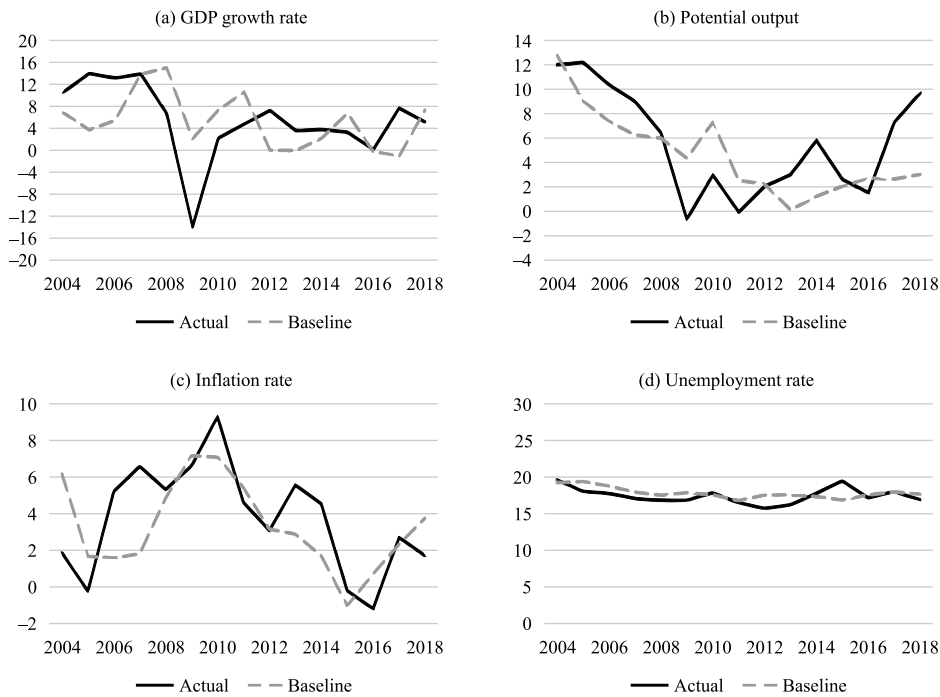 (a) GDP growth rate
20
16
12
8
4
0
–4
–8
–12
–16
–20
2004 2006 2008 2010 2012 2014 2016 2018
Actual Baseline
(b) Potential output
14
12
10
8
6
4
2
0
–2
–4
2004 2006 2008 2010 2012 2014 2016 2018
Actual Baseline
(c) Inflation rate
10
8
6
4
2
0
–2
2004 2006 2008 2010 2012 2014 2016 2018
Actual Baseline
(d) Unemployment rate
30
25
20
15
10
5
0
2004 2006 2008 2010 2012 2014 2016 2018
Actual Baseline